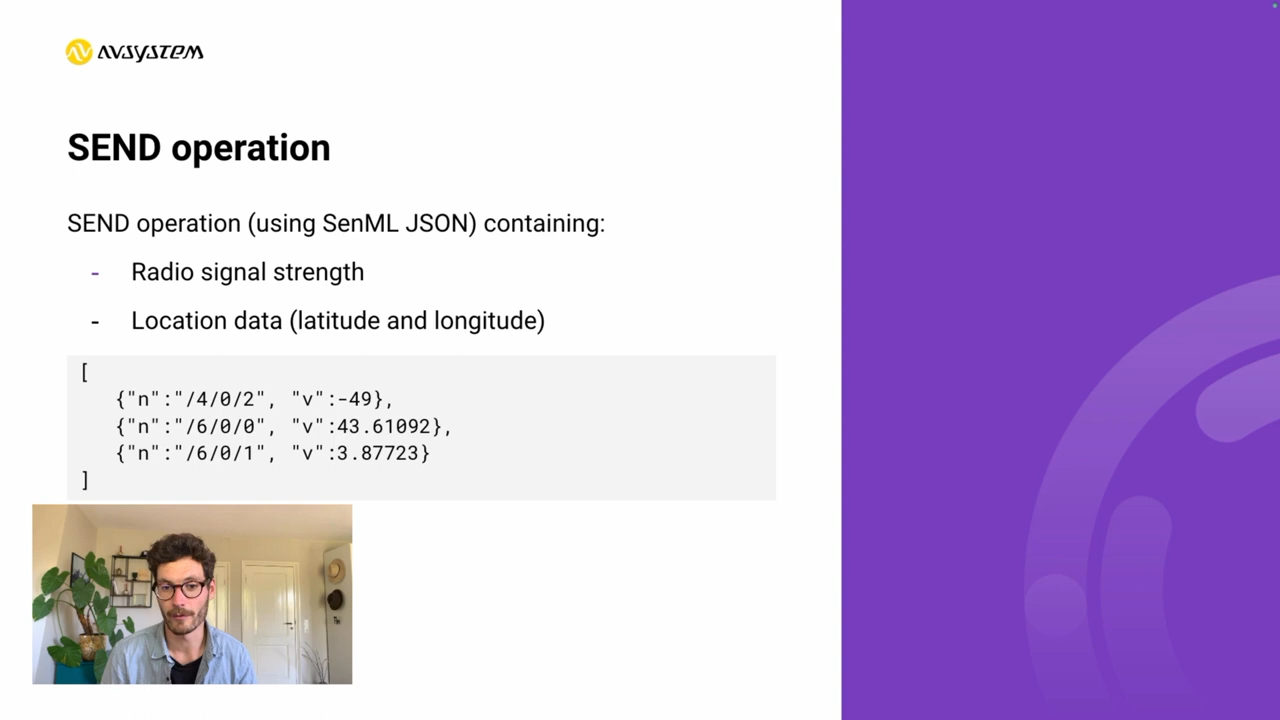 AVSYSTEM
SEND operation
SEND operation (using SenML JSON) containing:
- Radio signal strength
- Location data (latitude and longitude)
[
{"n":"/4/0/2", "v":-49},
{"n":"/6/0/0", "v":43.61092},
{"n":"/6/0/1", "v":3.87723}
]